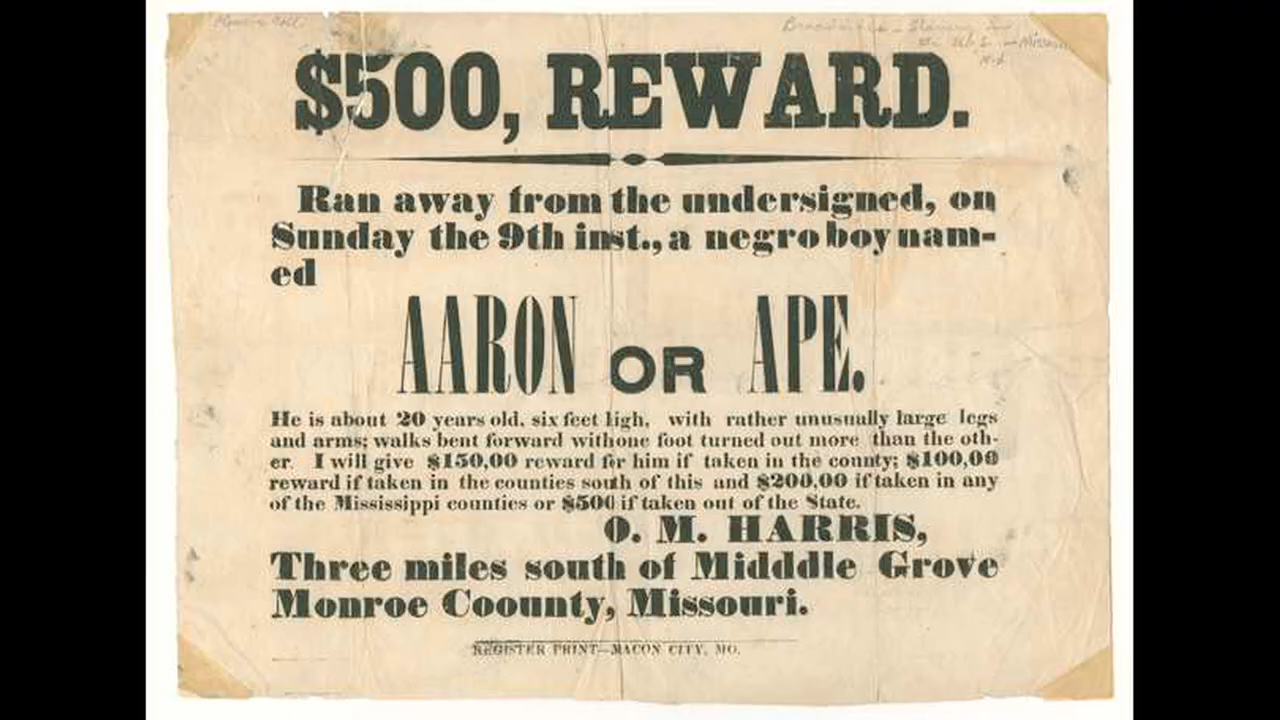 $500, REWARD.
Ran away from the undersigned, on
Sunday the 9th inst., a negro boy nam-
ed
AARON OR APE.
He is about 20 years old, six feet high, with rather unusually large legs
and arms; walks bent forward with one foot turned out more than the oth-
er. I will give $150,00 reward for him if taken in the county; $100,00
reward if taken in the counties south of this and $200,00 if taken in any
of the Mississippi counties or $500 if taken out of the State.
O. M. HARRIS,
Three miles south of Midddle Grove
Monroe Coounty, Missouri.
REGISTER PRINT—MACON CITY, MO.